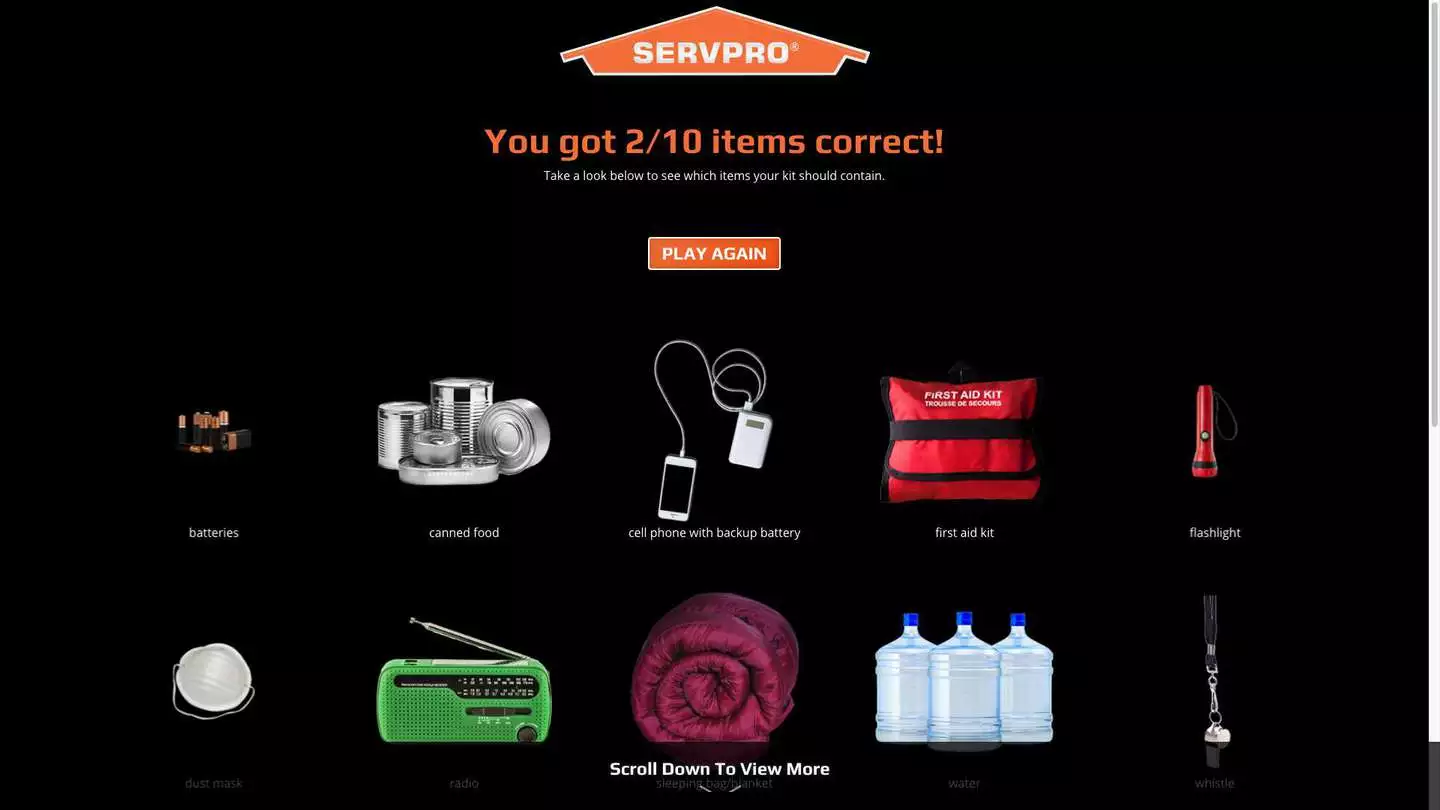 SERVPRO®
You got 2/10 items correct!
Take a look below to see which items your kit should contain.
PLAY AGAIN
FIRST AID KIT
TROUSSE DE SECOURS
batteries
canned food
cell phone with backup battery
first aid kit
flashlight
Scroll Down To View More
dust mask
radio
sleeping bag/blanket
water
whistle